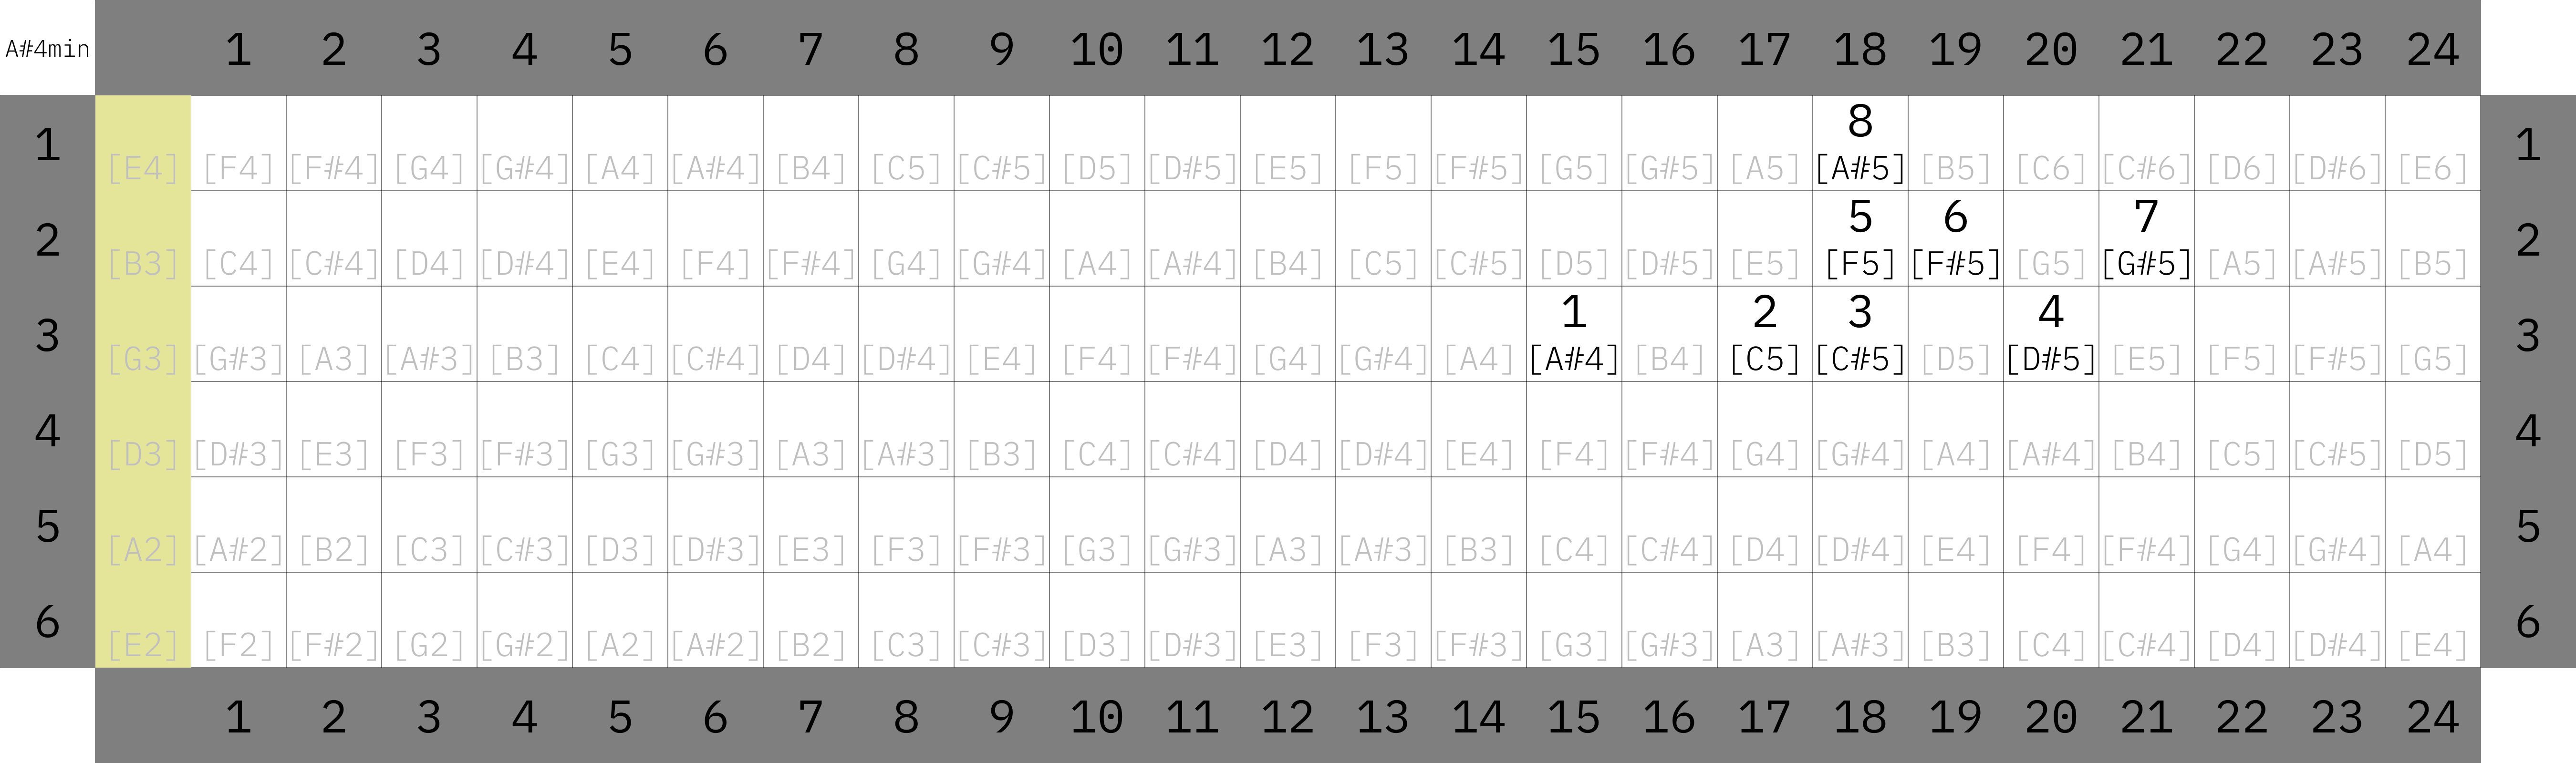 A#4min 1 2 3 4 5 6 7 8 9 10 11 12 13 14 15 16 17 18 19 20 21 22 23 24
8
1 [E4] [F4] [F#4] [G4] [G#4] [A4] [A#4] [B4] [C5] [C#5] [D5] [D#5] [E5] [F5] [F#5] [G5] [G#5] [A5] [A#5] [B5] [C6] [C#6] [D6] [D#6] [E6] 1
5 6 7
2 [B3] [C4] [C#4] [D4] [D#4] [E4] [F4] [F#4] [G4] [G#4] [A4] [A#4] [B4] [C5] [C#5] [D5] [D#5] [E5] [F5] [F#5] [G5] [G#5] [A5] [A#5] [B5] 2
1 2 3 4
3 [G3] [G#3] [A3] [A#3] [B3] [C4] [C#4] [D4] [D#4] [E4] [F4] [F#4] [G4] [G#4] [A4] [A#4] [B4] [C5] [C#5] [D5] [D#5] [E5] [F5] [F#5] [G5] 3
4 [D3] [D#3] [E3] [F3] [F#3] [G3] [G#3] [A3] [A#3] [B3] [C4] [C#4] [D4] [D#4] [E4] [F4] [F#4] [G4] [G#4] [A4] [A#4] [B4] [C5] [C#5] [D5] 4
5 [A2] [A#2] [B2] [C3] [C#3] [D3] [D#3] [E3] [F3] [F#3] [G3] [G#3] [A3] [A#3] [B3] [C4] [C#4] [D4] [D#4] [E4] [F4] [F#4] [G4] [G#4] [A4] 5
6 [E2] [F2] [F#2] [G2] [G#2] [A2] [A#2] [B2] [C3] [C#3] [D3] [D#3] [E3] [F3] [F#3] [G3] [G#3] [A3] [A#3] [B3] [C4] [C#4] [D4] [D#4] [E4] 6
1 2 3 4 5 6 7 8 9 10 11 12 13 14 15 16 17 18 19 20 21 22 23 24